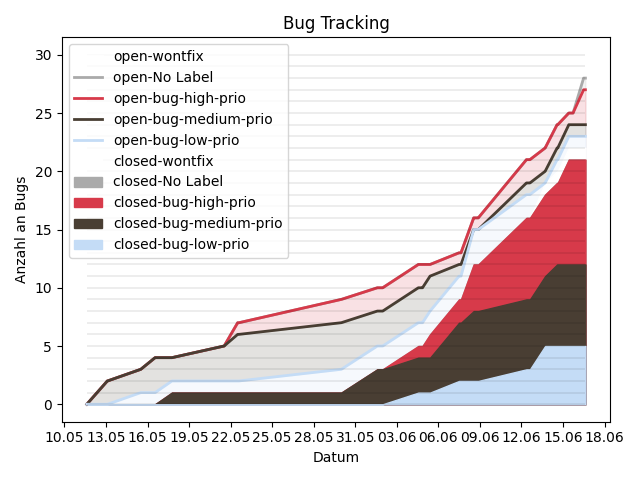 Bug Tracking
Anzahl an Bugs
30
25
20
15
10
5
0
open-wontfix
open-No Label
open-bug-high-prio
open-bug-medium-prio
open-bug-low-prio
closed-wontfix
closed-No Label
closed-bug-high-prio
closed-bug-medium-prio
closed-bug-low-prio
10.05 13.05 16.05 19.05 22.05 25.05 28.05 31.05 03.06 06.06 09.06 12.06 15.06 18.06
Datum